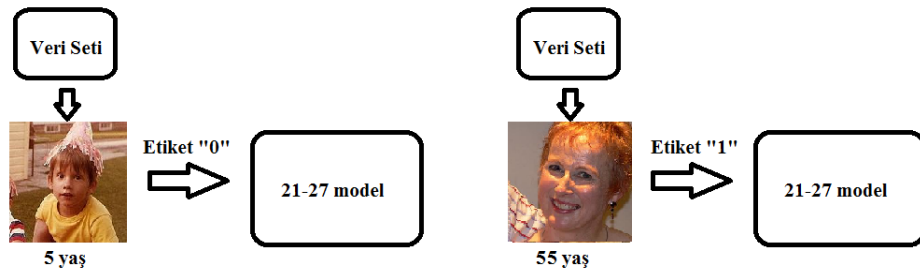 Veri Seti
Etiket "0"
21-27 model
5 yaş
Veri Seti
Etiket "1"
21-27 model
55 yaş